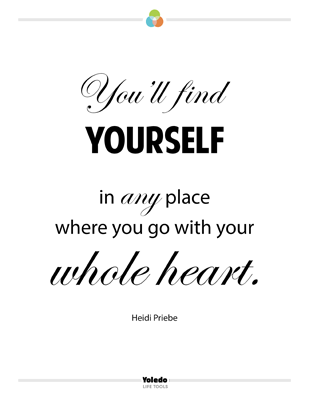 You'll find
YOURSELF
in any place
where you go with your
whole heart.
Heidi Priebe
Yoledo
LIFE TOOLS